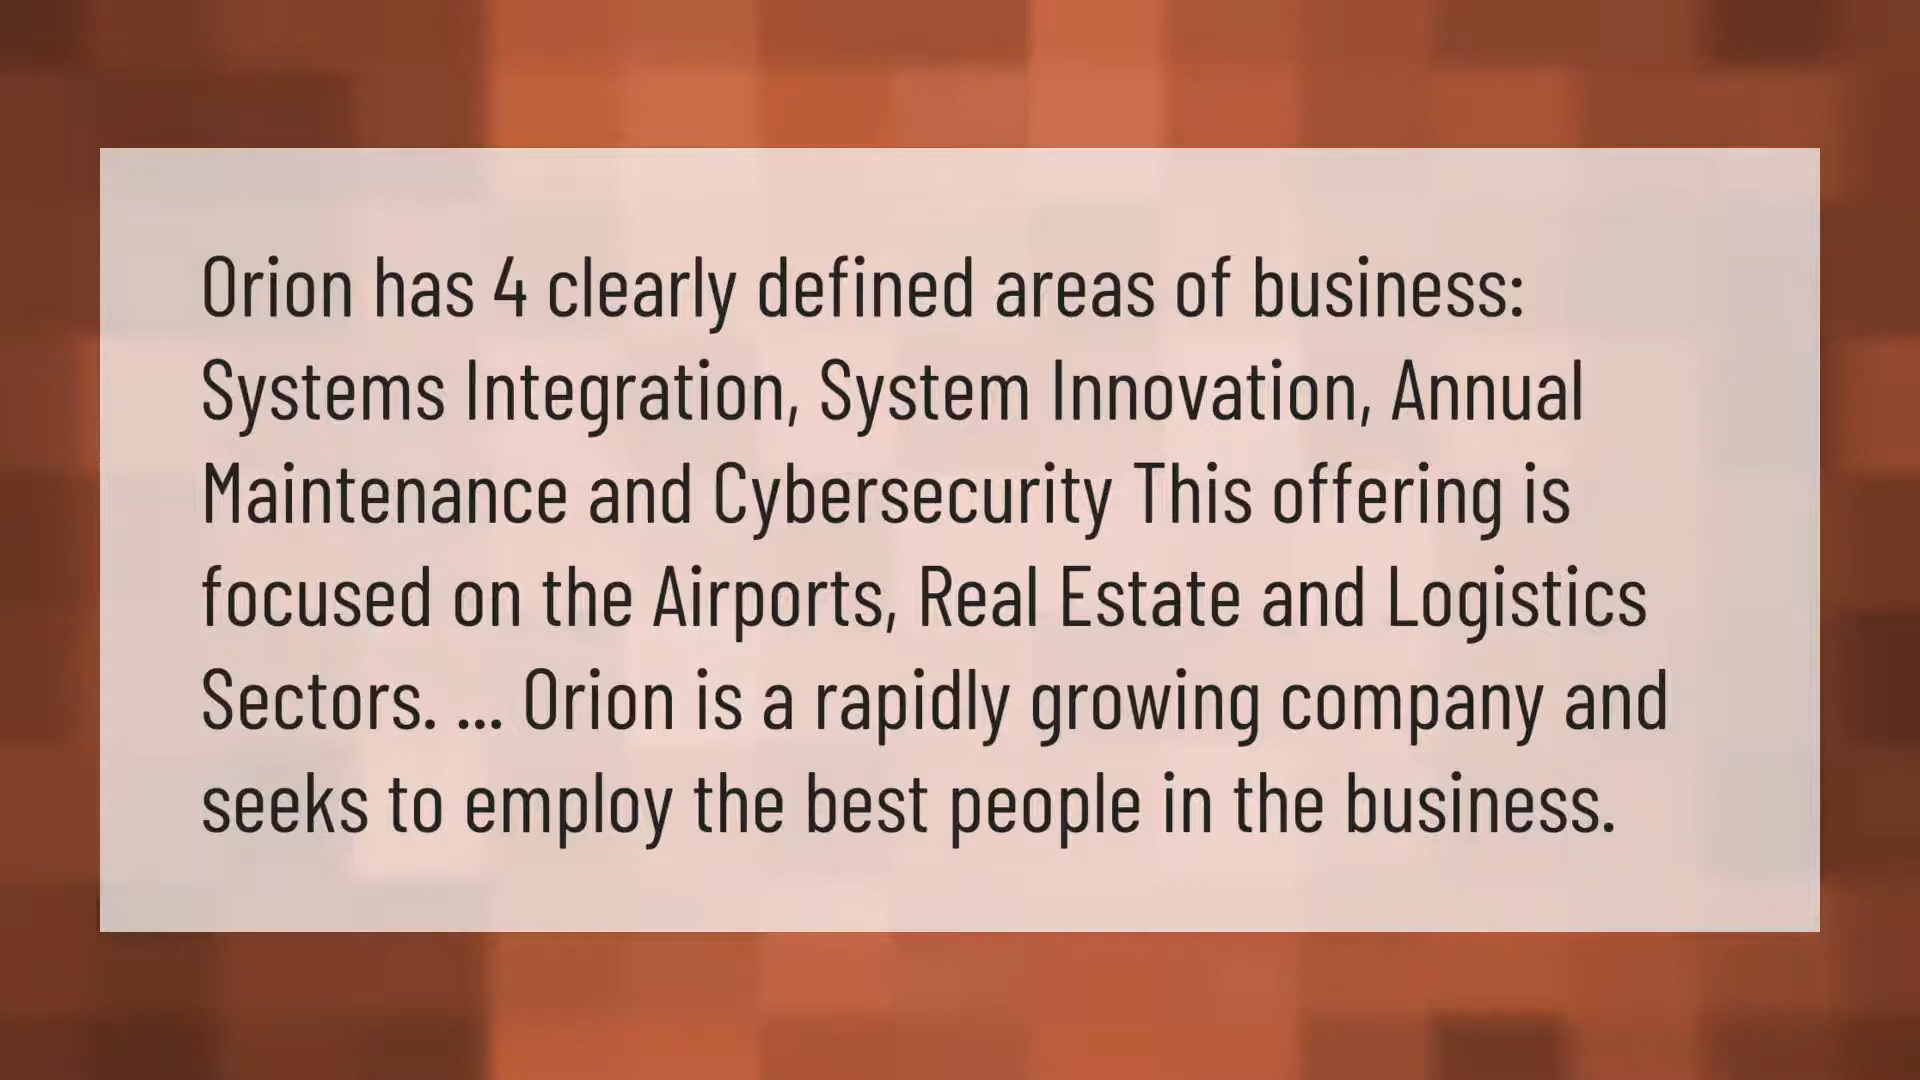 Orion has 4 clearly defined areas of business:
Systems Integration, System Innovation, Annual
Maintenance and Cybersecurity This offering is
focused on the Airports, Real Estate and Logistics
Sectors. ... Orion is a rapidly growing company and
seeks to employ the best people in the business.